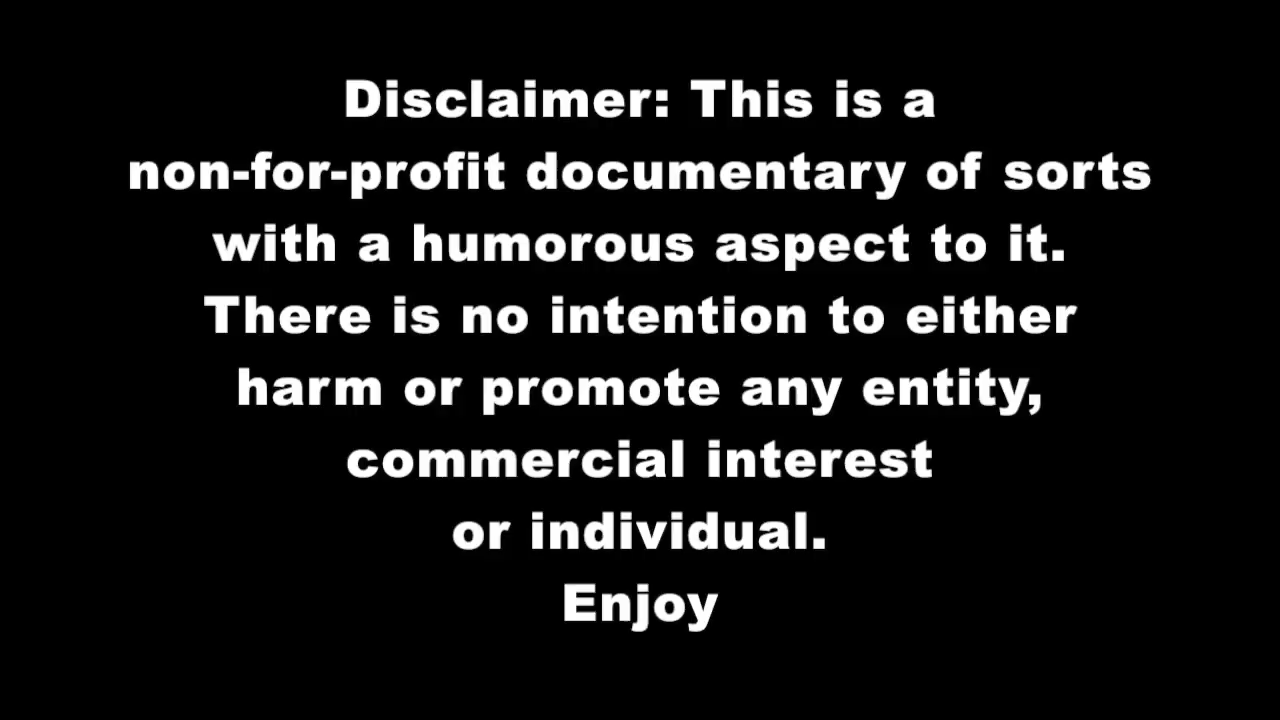 Disclaimer: This is a
non-for-profit documentary of sorts
with a humorous aspect to it.
There is no intention to either
harm or promote any entity,
commercial interest
or individual.
Enjoy